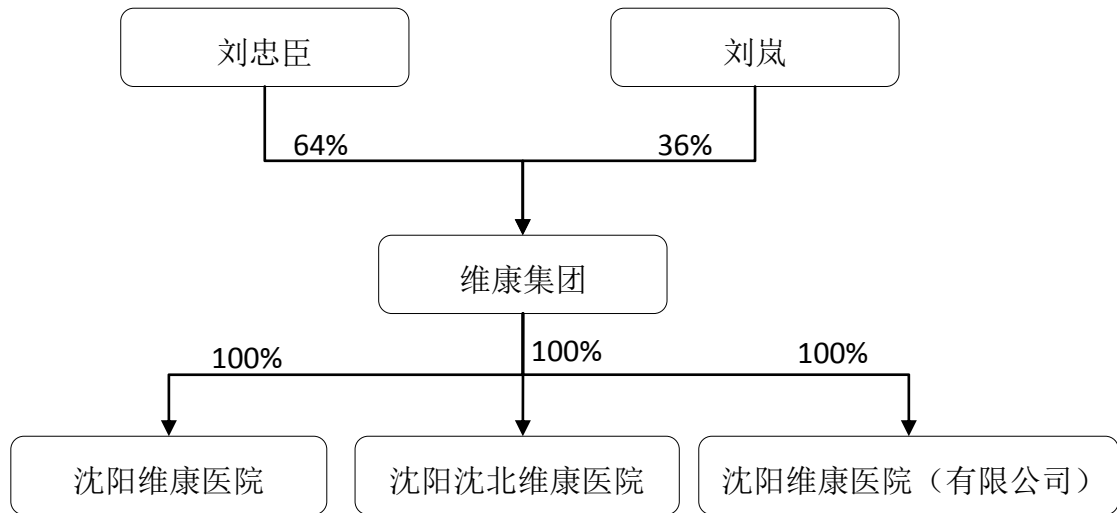 刘忠臣
刘岚
64%
36%
维康集团
100%
100%
100%
沈阳维康医院
沈阳沈北维康医院
沈阳维康医院（有限公司）